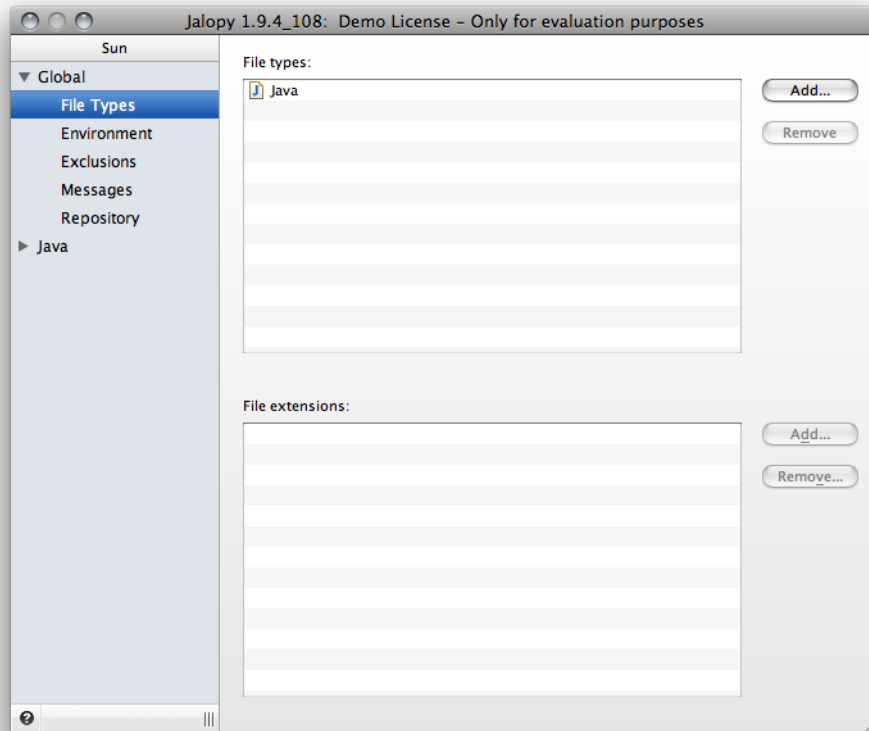 Jalopy 1.9.4_108: Demo License – Only for evaluation purposes
Sun
Global
File Types
Environment
Exclusions
Messages
Repository
Java
File types:
Java
Add...
Remove
File extensions:
Add...
Remove...